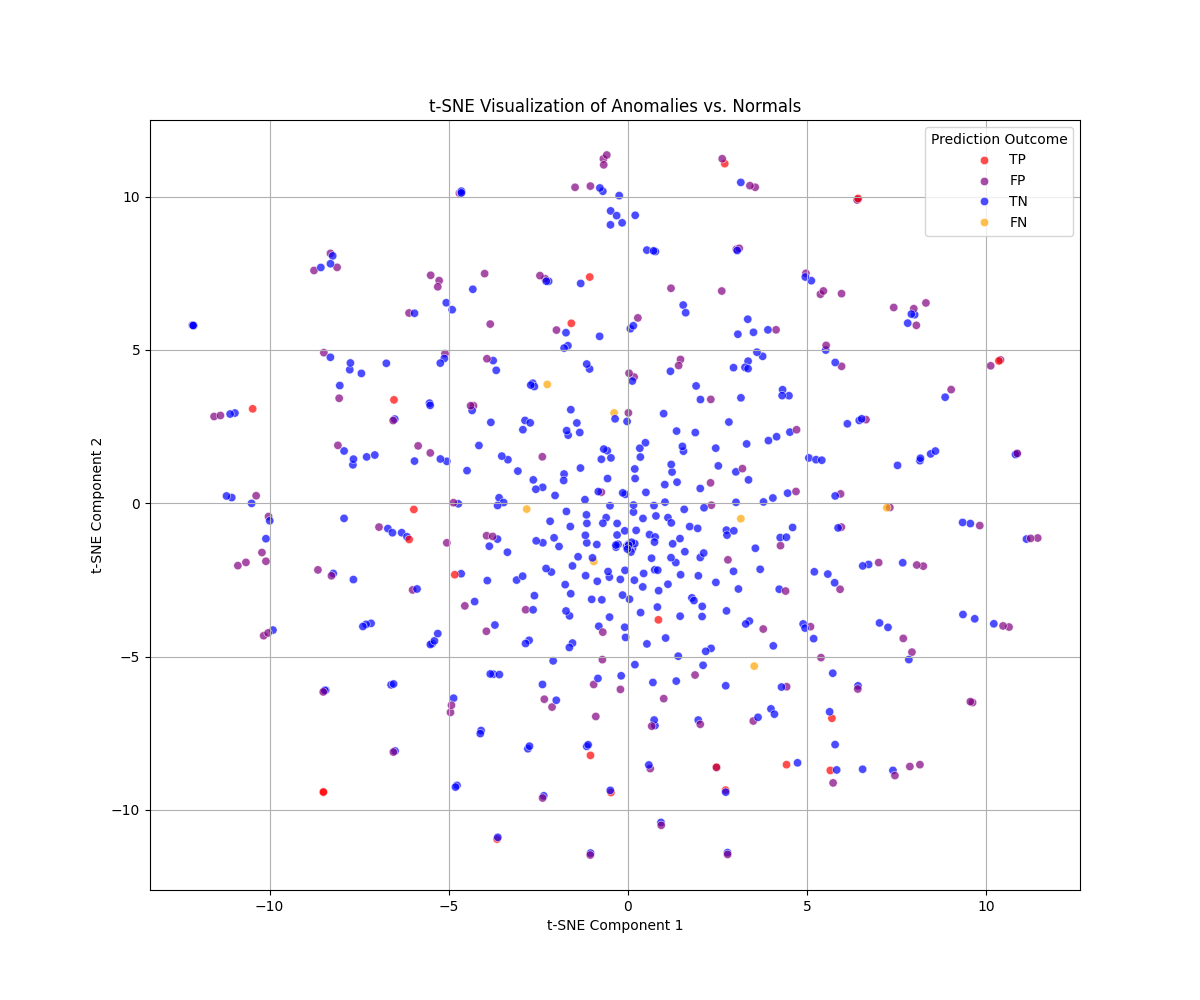 t-SNE Visualization of Anomalies vs. Normals
Prediction Outcome
TP
FP
TN
FN
10
5
0
−5
−10
t-SNE Component 2
−10
−5
0
5
10
t-SNE Component 1